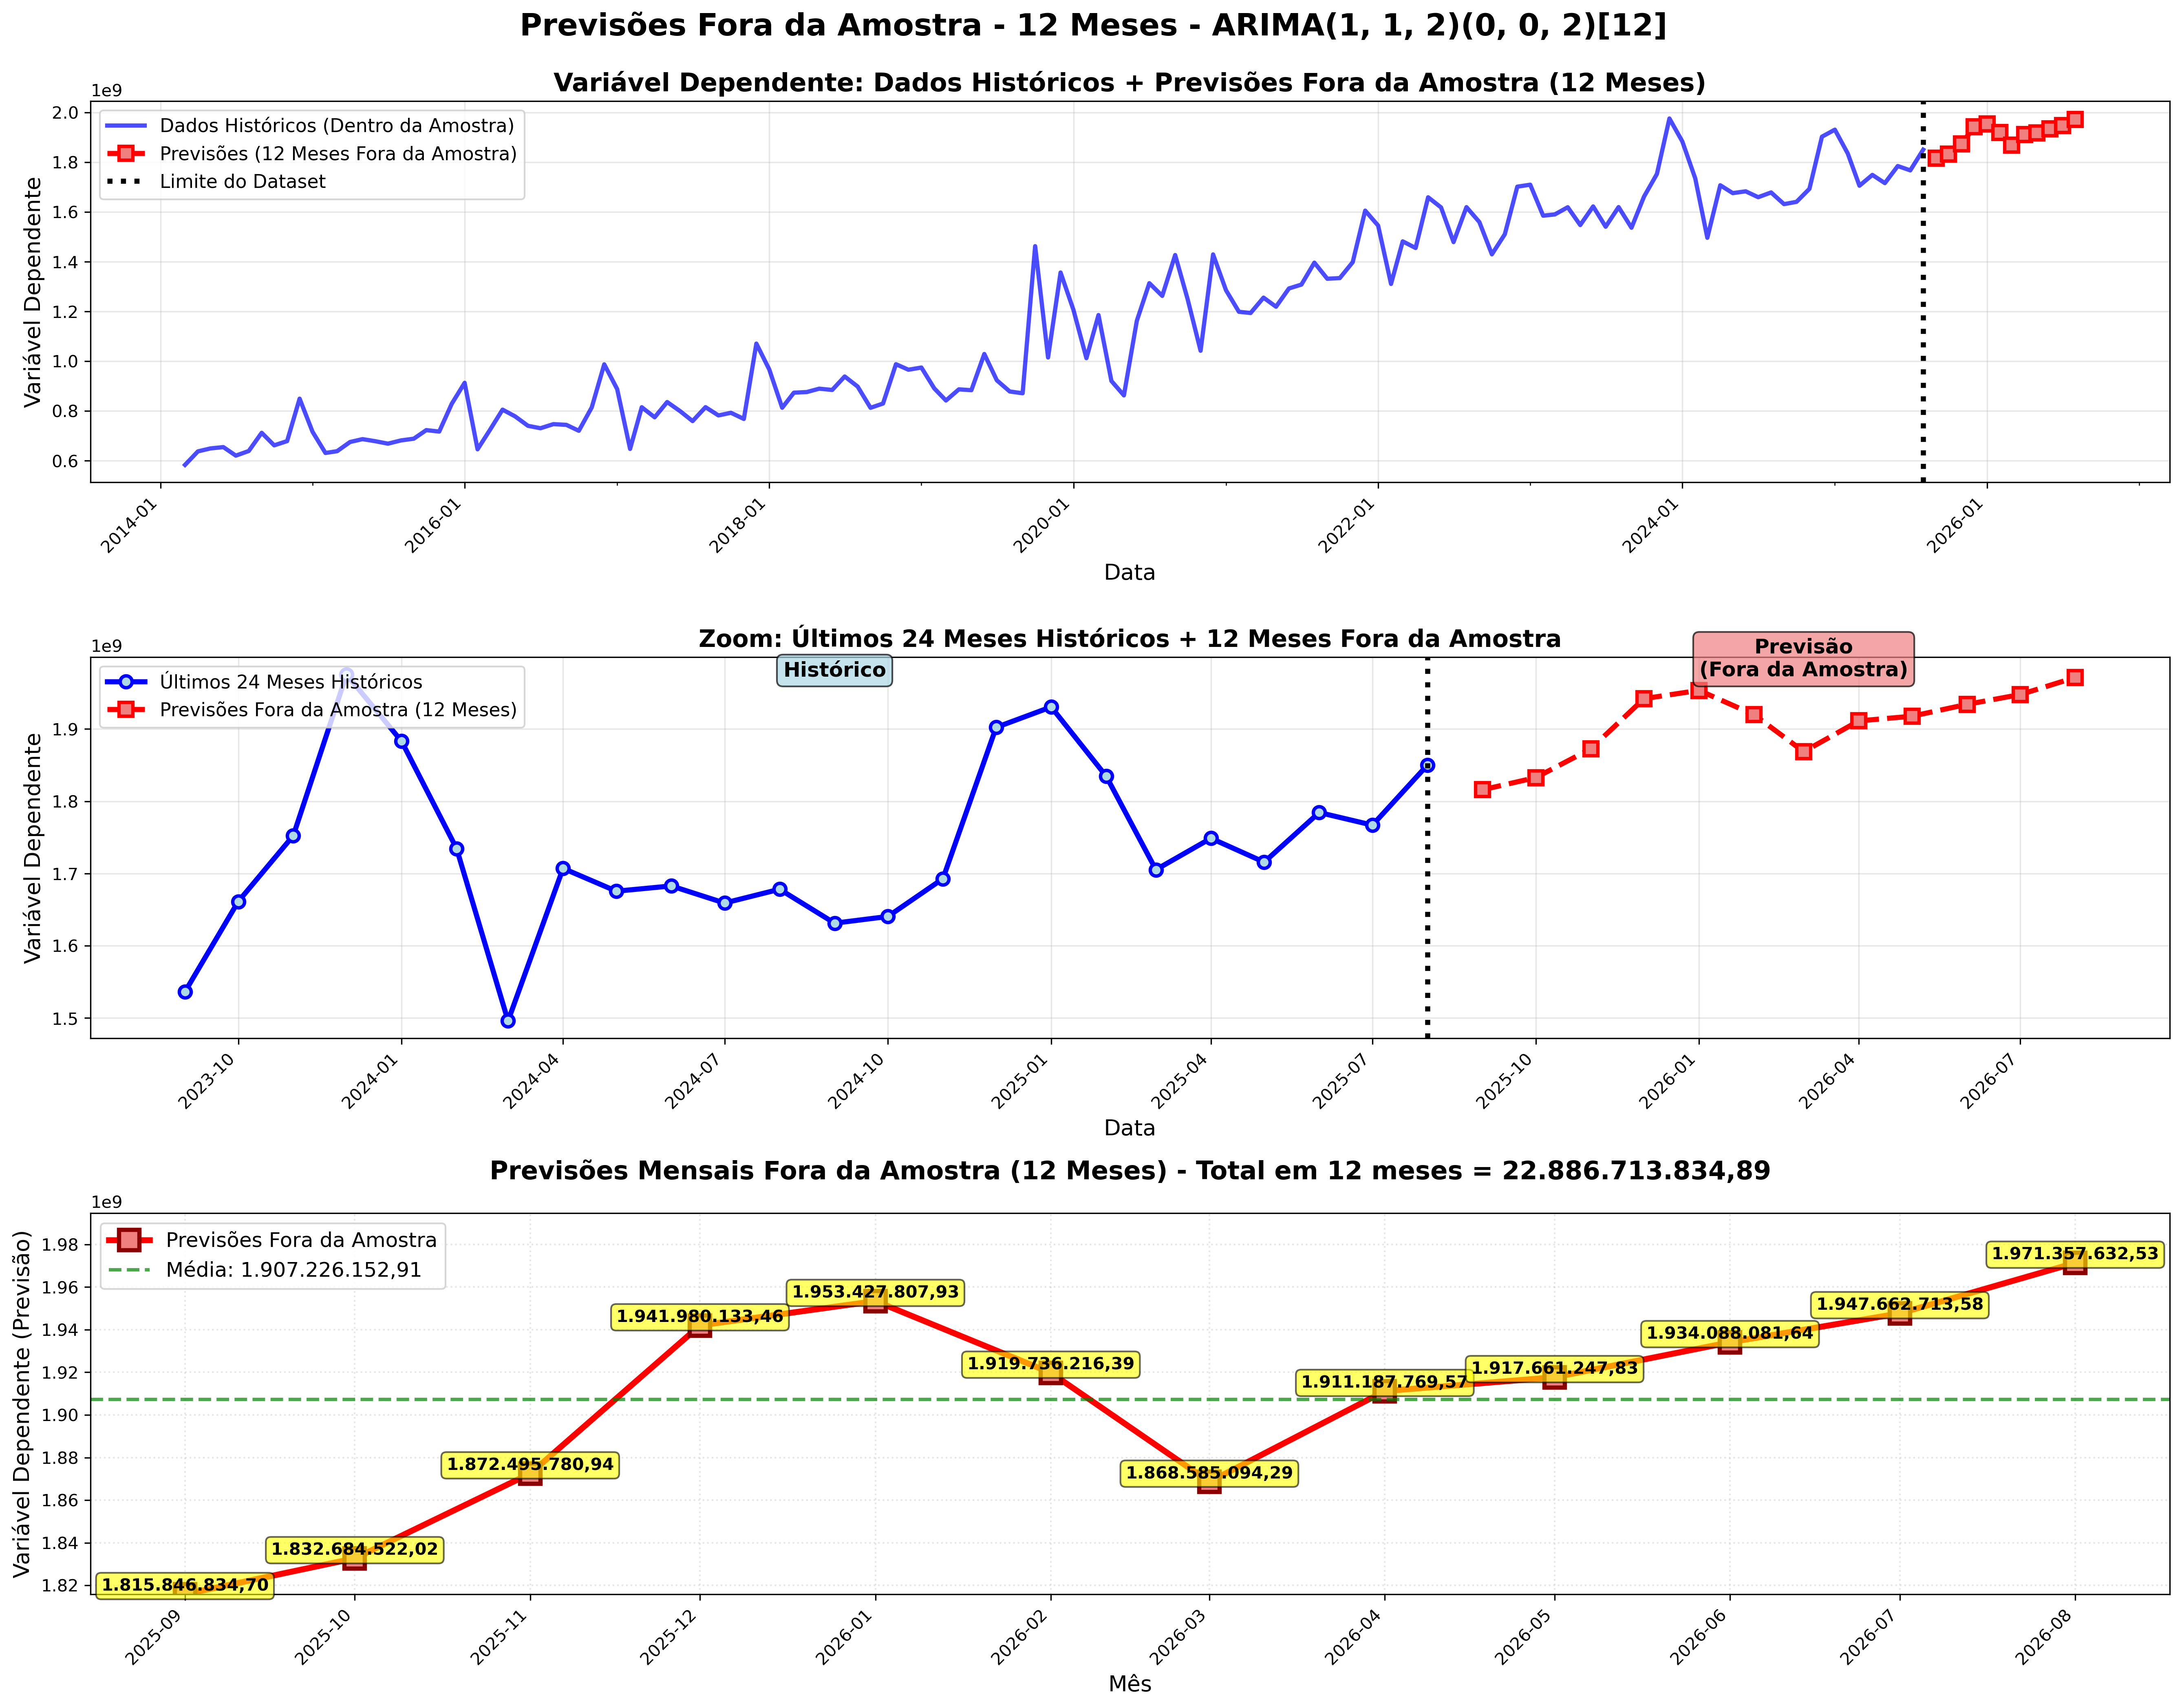 Previsões Fora da Amostra - 12 Meses - ARIMA(1, 1, 2)(0, 0, 2)[12]
Variável Dependente: Dados Históricos + Previsões Fora da Amostra (12 Meses)
1e9
Dados Históricos (Dentro da Amostra)
Previsões (12 Meses Fora da Amostra)
Limite do Dataset
Variável Dependente
2.0
1.8
1.6
1.4
1.2
1.0
0.8
0.6
2014-01
2016-01
2018-01
2020-01
2022-01
2024-01
2026-01
Data
Zoom: Últimos 24 Meses Históricos + 12 Meses Fora da Amostra
1e9
Últimos 24 Meses Históricos
Previsões Fora da Amostra (12 Meses)
Histórico
Previsão
(Fora da Amostra)
Variável Dependente
1.9
1.8
1.7
1.6
1.5
2023-10
2024-01
2024-04
2024-07
2024-10
2025-01
2025-04
2025-07
2025-10
2026-01
2026-04
2026-07
Data
Previsões Mensais Fora da Amostra (12 Meses) - Total em 12 meses = 22.886.713.834,89
1e9
Previsões Fora da Amostra
Média: 1.907.226.152,91
Variável Dependente (Previsão)
1.98
1.96
1.94
1.92
1.90
1.88
1.86
1.84
1.82
1.815.846.834,70
1.832.684.522,02
1.872.495.780,94
1.941.980.133,46
1.953.427.807,93
1.919.736.216,39
1.868.585.094,29
1.911.187.769,57
1.917.661.247,83
1.934.088.081,64
1.947.662.713,58
1.971.357.632,53
2025-09
2025-10
2025-11
2025-12
2026-01
2026-02
2026-03
2026-04
2026-05
2026-06
2026-07
2026-08
Mês